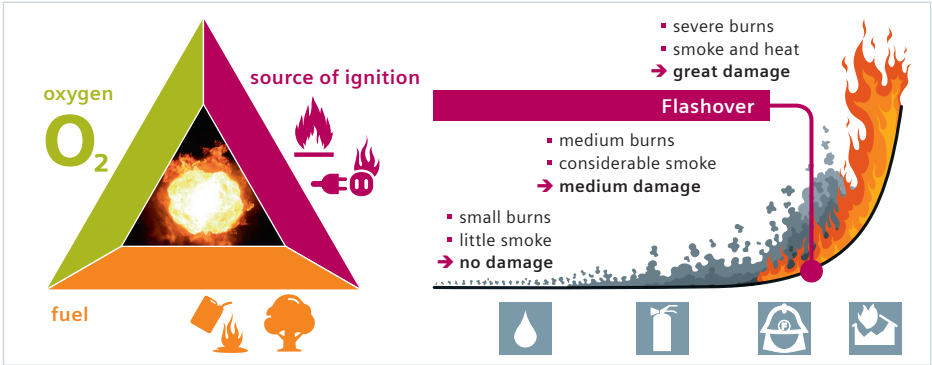 oxygen
O₂
source of ignition
fuel
▪ severe burns
▪ smoke and heat
➔ great damage
Flashover
▪ medium burns
▪ considerable smoke
➔ medium damage
▪ small burns
▪ little smoke
➔ no damage
F